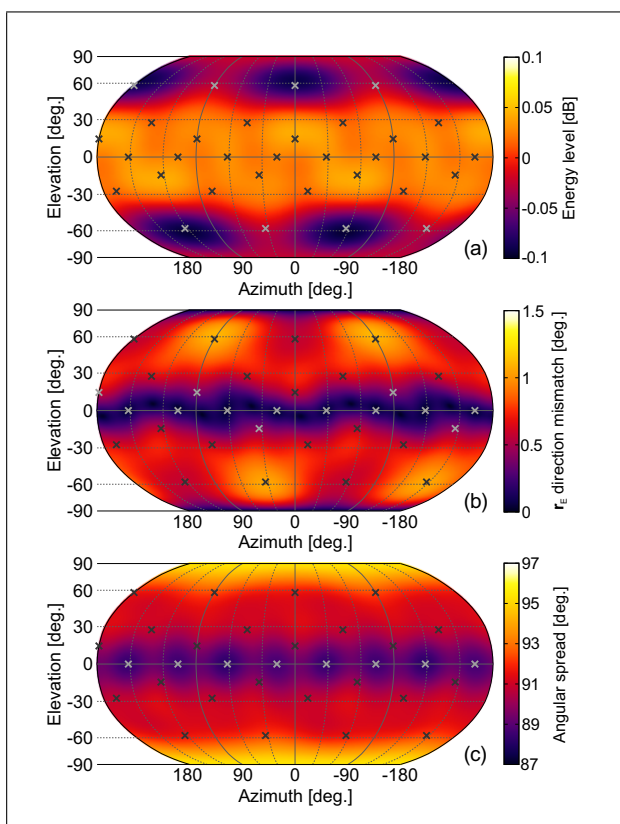 90
60
30
0
-30
-60
-90
Elevation [deg.]
180 90 0 -90 -180
Azimuth [deg.]
(a)
0.1
0.05
0
-0.05
-0.1
Energy level [dB]
90
60
30
0
-30
-60
-90
Elevation [deg.]
180 90 0 -90 -180
Azimuth [deg.]
(b)
1.5
1
0.5
0
rE direction mismatch [deg.]
90
60
30
0
-30
-60
-90
Elevation [deg.]
180 90 0 -90 -180
Azimuth [deg.]
(c)
97
95
93
91
89
87
Angular spread [deg.]